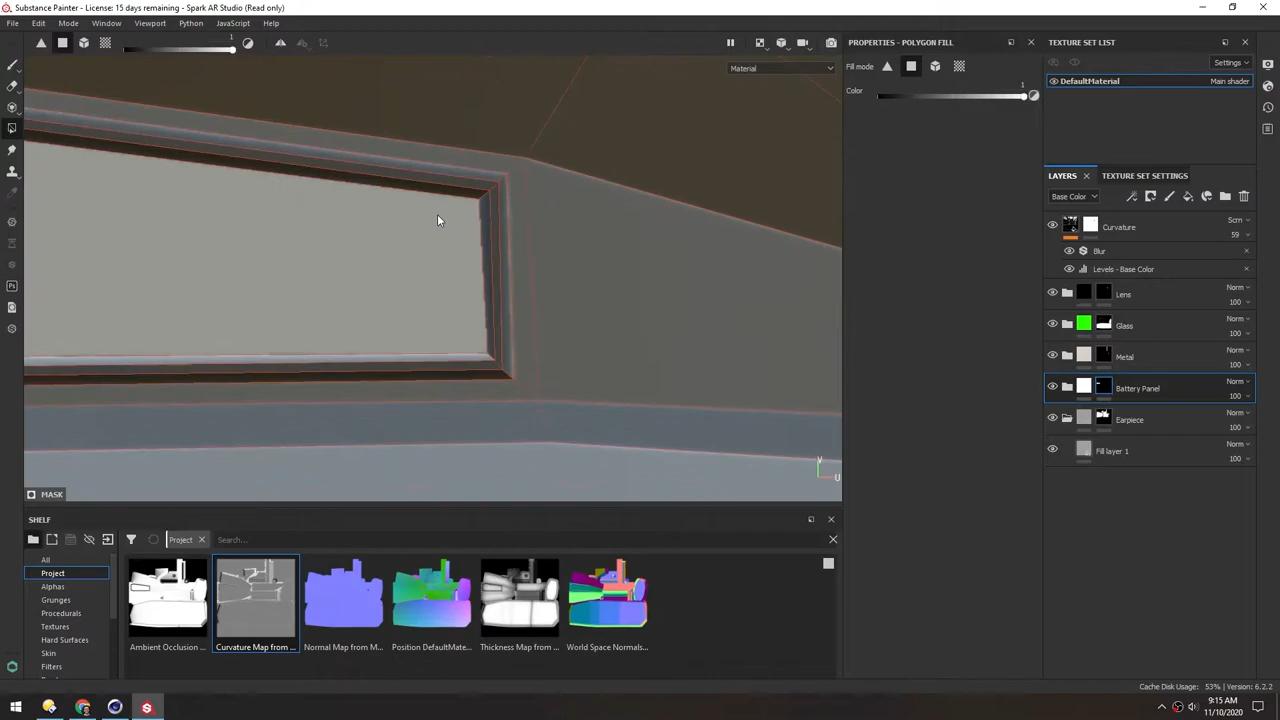 Substance Painter - License: 15 days remaining - Spark AR Studio (Read only)
File Edit Mode Window Viewport Python JavaScript Help
1
Material
PROPERTIES - POLYGON FILL
Fill mode
Color
1
TEXTURE SET LIST
Settings
DefaultMaterial Main shader
LAYERS TEXTURE SET SETTINGS
Base Color
Curvature Scrn
59
Blur
Levels - Base Color
Lens Norm
100
Glass Norm
100
Metal Norm
100
Battery Panel Norm
100
Earpiece Norm
100
Fill layer 1 Norm
100
V
U
MASK
SHELF
Project
Search...
All
Project
Alphas
Grunges
Procedurals
Textures
Hard Surfaces
Skin
Filters
Ambient Occlusion ...
Curvature Map from ...
Normal Map from M...
Position DefaultMate...
Thickness Map from ...
World Space Normals...
Ps
Cache Disk Usage: 53% | Version: 6.2.2
9:15 AM
11/10/2020